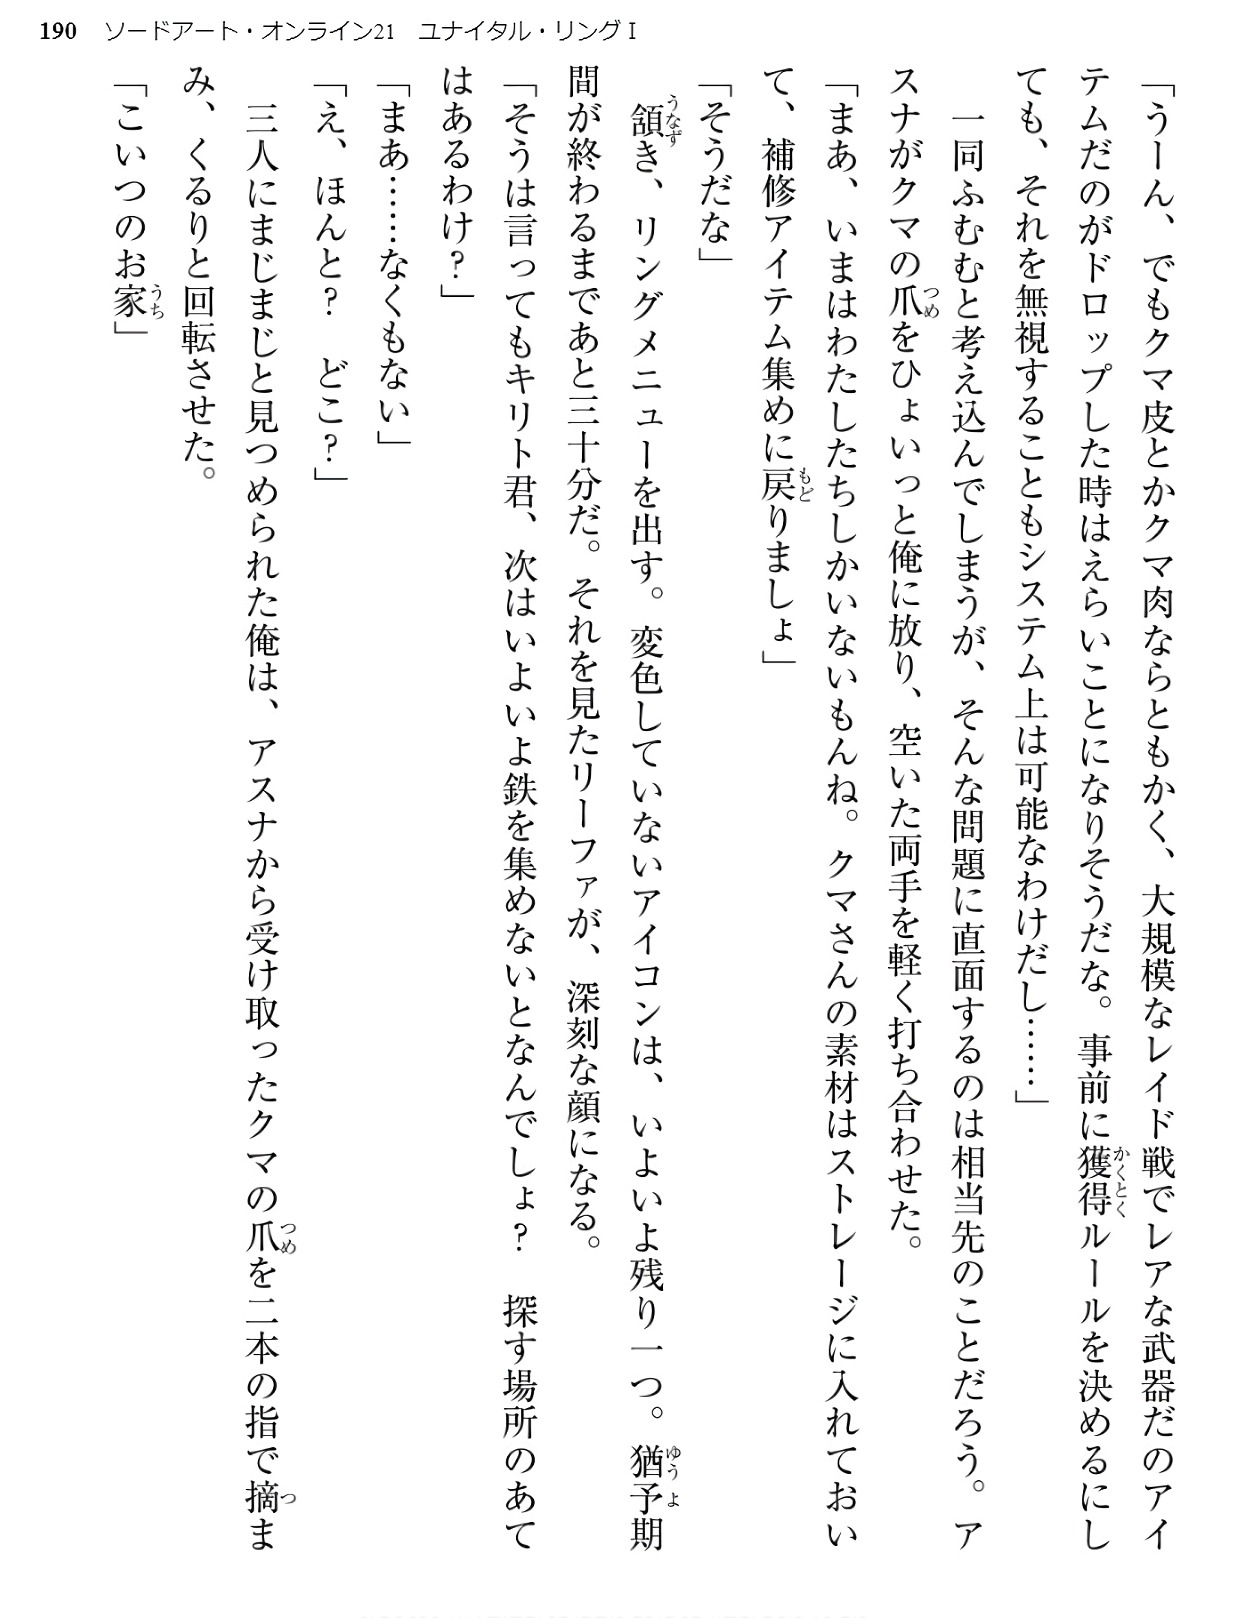 190 ソードアート・オンライン21 ユナイタル・リングⅠ
「うーん、でもクマ皮とかクマ肉ならともかく、大規模なレイド戦でレアな武器だのアイ
テムだのがドロップした時はえらいことになりそうだな。事前に獲得ルールを決めるにし
ても、それを無視することもシステム上は可能なわけだし……」
　一同ふむむと考え込んでしまうが、そんな問題に直面するのは相当先のことだろう。ア
スナがクマの爪をひょいっと俺に放り、空いた両手を軽く打ち合わせた。
「まあ、いまはわたしたちしかいないもんね。クマさんの素材はストレージに入れておい
て、補修アイテム集めに戻りましょ」
「そうだな」
　頷き、リングメニューを出す。変色していないアイコンは、いよいよ残り一つ。猶予期
間が終わるまであと三十分だ。それを見たリーファが、深刻な顔になる。
「そうは言ってもキリト君、次はいよいよ鉄を集めないとなんでしょ？　探す場所のあて
はあるわけ？」
「まあ……なくもない」
「え、ほんと？　どこ？」
　三人にまじまじと見つめられた俺は、アスナから受け取ったクマの爪を二本の指で摘ま
み、くるりと回転させた。
「こいつのお家」